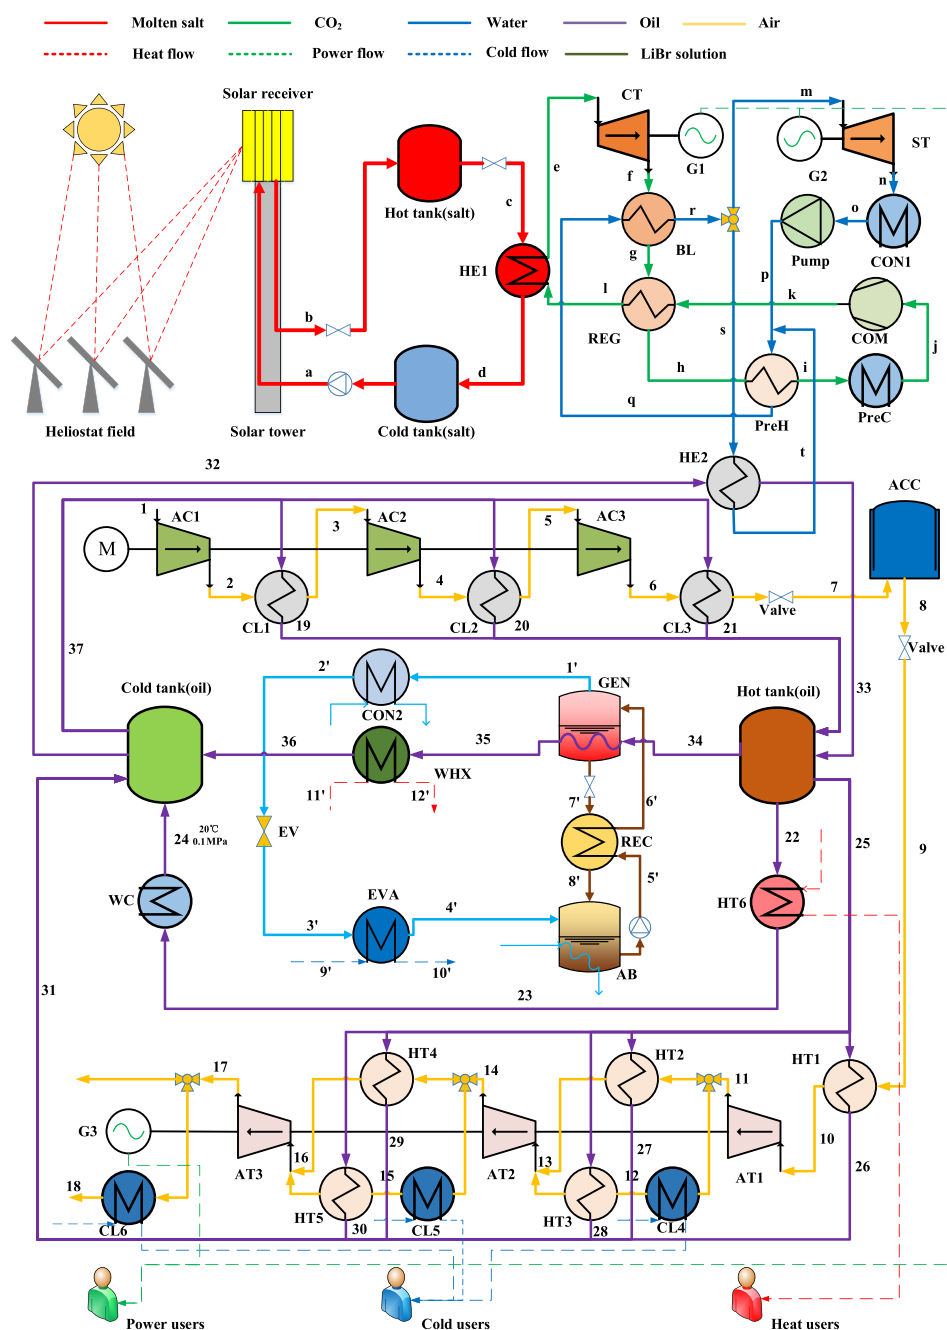 Molten salt
CO₂
Water
Oil
Air
Heat flow
Power flow
Cold flow
LiBr solution
Solar receiver
CT
m
ST
e
G1
G2
Hot tank(salt)
c
f
n
r
o
HE1
g
BL
Pump
CON1
b
l
p
k
REG
s
COM
j
a
d
h
i
q
Heliostat field
Solar tower
Cold tank(salt)
PreH
PreC
t
32
HE2
ACC
1
AC1
3
AC2
5
AC3
M
2
4
6
7
8
Valve
CL1
19
CL2
20
CL3
21
Valve
37
2'
1'
GEN
33
Cold tank(oil)
Hot tank(oil)
CON2
36
35
34
WHX
11'
12'
7'
6'
24
20℃
0.1MPa
EV
REC
22
25
9
8'
5'
WC
EVA
HT6
3'
4'
9'
10'
AB
31
23
17
HT4
14
HT2
11
HT1
G3
29
27
10
16
AT3
15
AT2
13
12
AT1
26
18
HT5
HT3
CL6
30
CL5
28
CL4
Power users
Cold users
Heat users